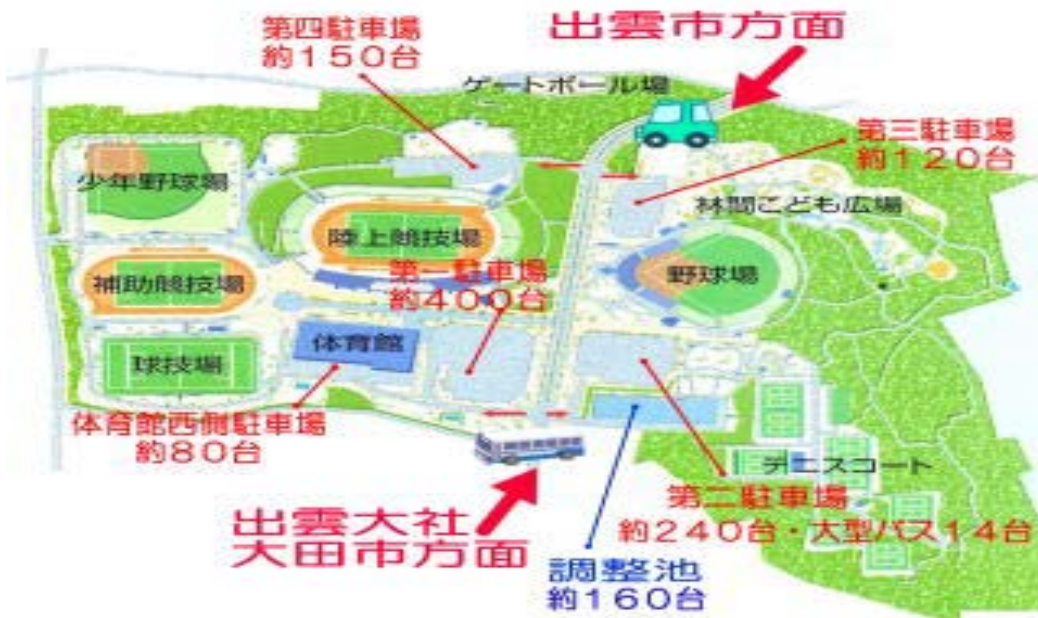 第四駐車場
約150台
出雲市方面
ゲートボール場
第三駐車場
約120台
少年野球場
林間こども広場
陸上競技場
第一駐車場
約400台
補助競技場
野球場
体育館
球技場
体育館西側駐車場
約80台
テニスコート
第二駐車場
約240台・大型バス14台
出雲大社
大田市方面
調整池
約160台